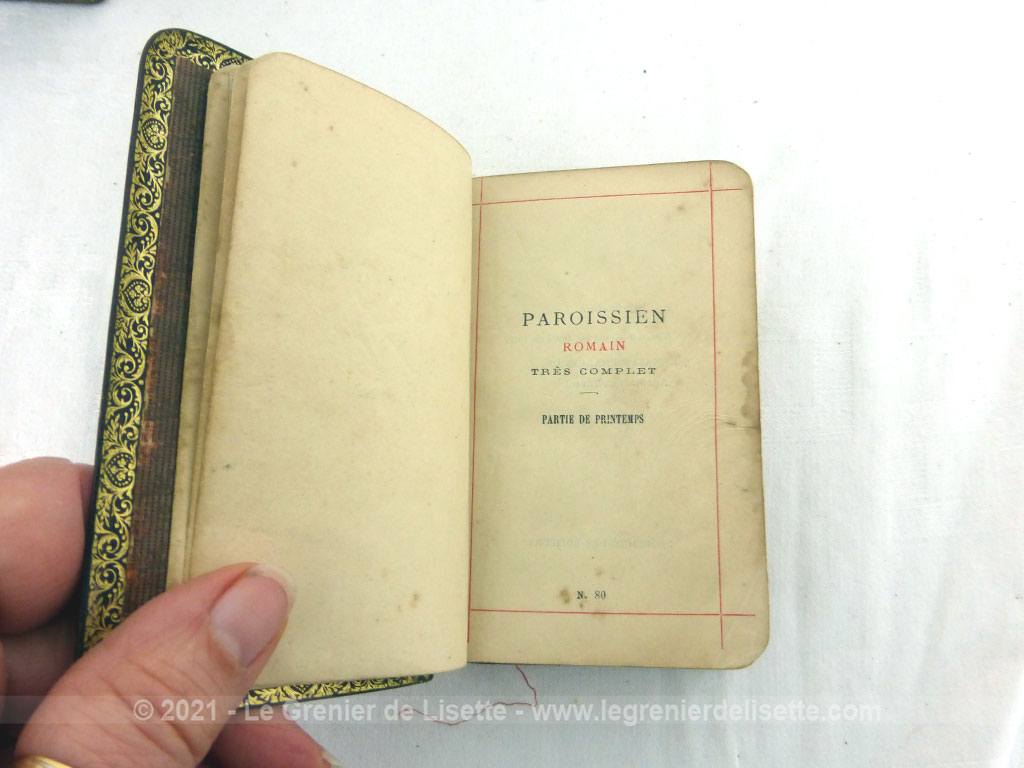 PAROISSIEN
ROMAIN
TRÈS COMPLET
PARTIE DE PRINTEMPS
N. 80
© 2021 - Le Grenier de Lisette - www.legrenierdelisette.com/